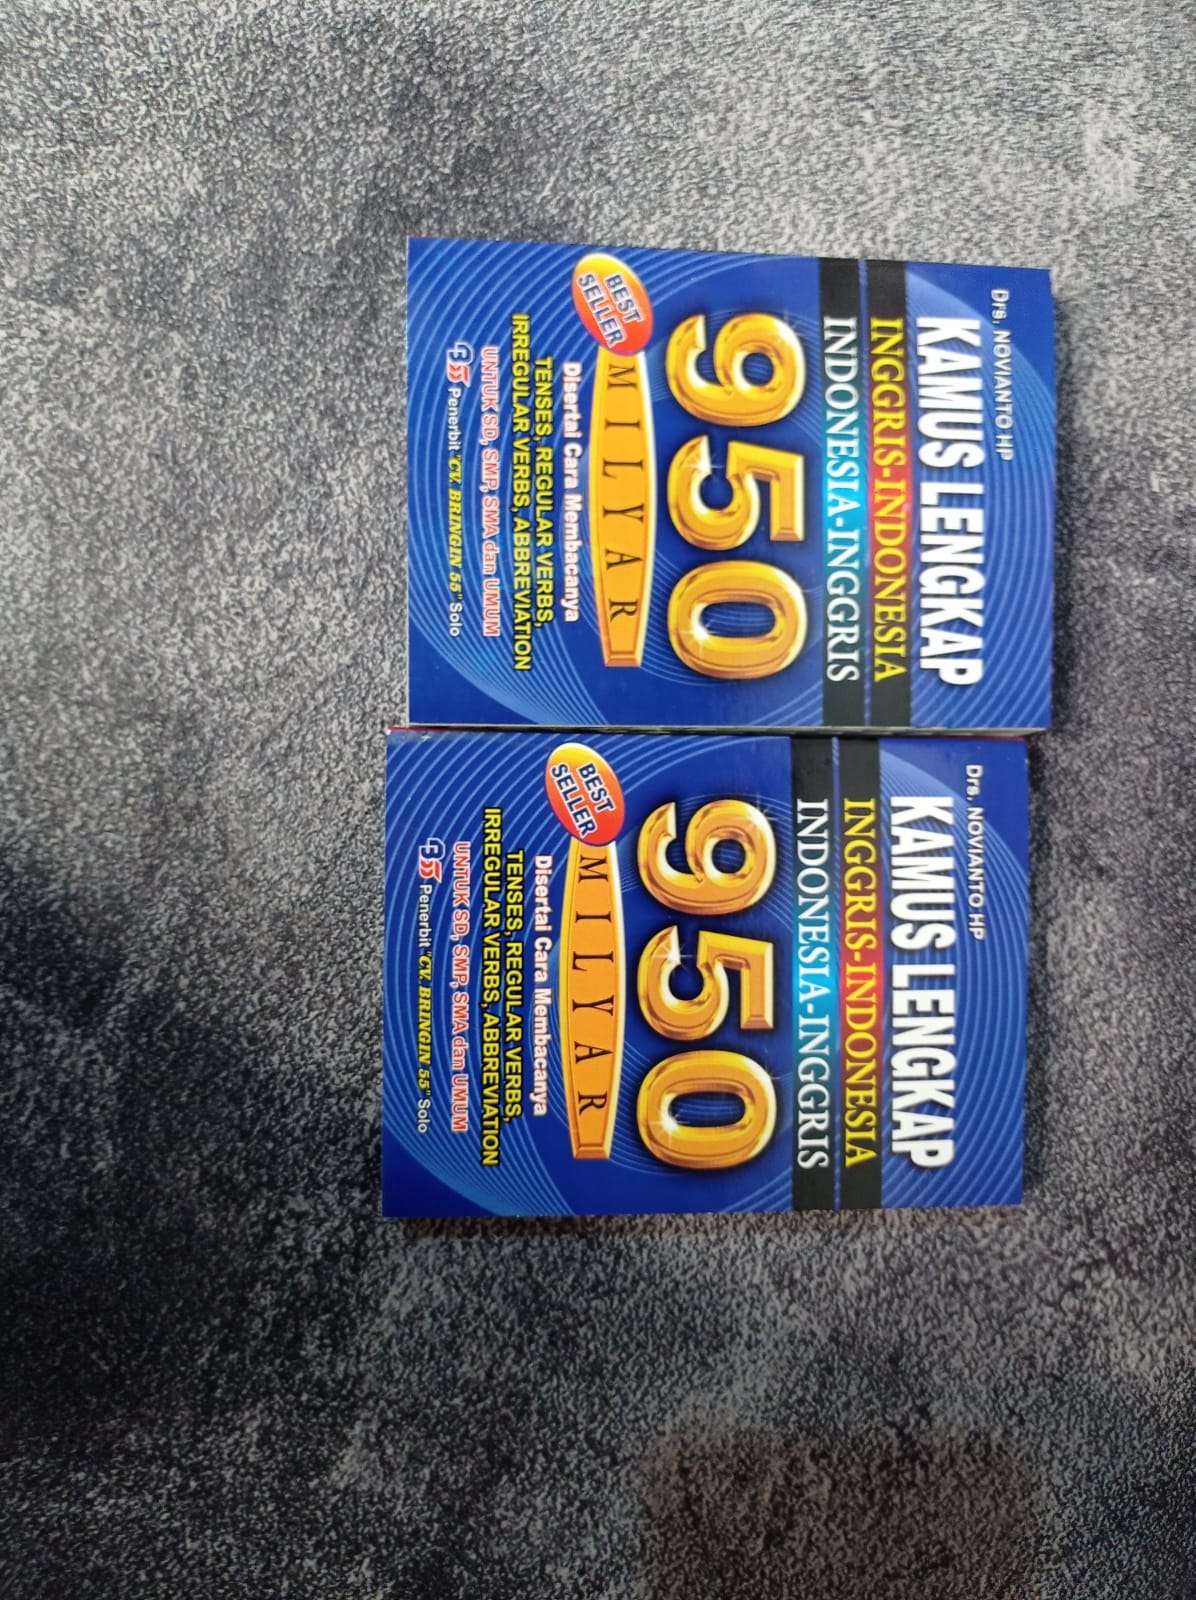 Drs. NOVIANTO HP
KAMUS LENGKAP
INGGRIS-INDONESIA
INDONESIA-INGGRIS
950
MILYAR
BEST
SELLER
Disertai Cara Membacanya
TENSES, REGULAR VERBS,
IRREGULAR VERBS, ABBREVIATION
UNTUK SD, SMP, SMA dan UMUM
B55 Penerbit "CV. BRINGIN 55" Solo
Drs. NOVIANTO HP
KAMUS LENGKAP
INGGRIS-INDONESIA
INDONESIA-INGGRIS
950
MILYAR
BEST
SELLER
Disertai Cara Membacanya
TENSES, REGULAR VERBS,
IRREGULAR VERBS, ABBREVIATION
UNTUK SD, SMP, SMA dan UMUM
B55 Penerbit "CV. BRINGIN 55" Solo